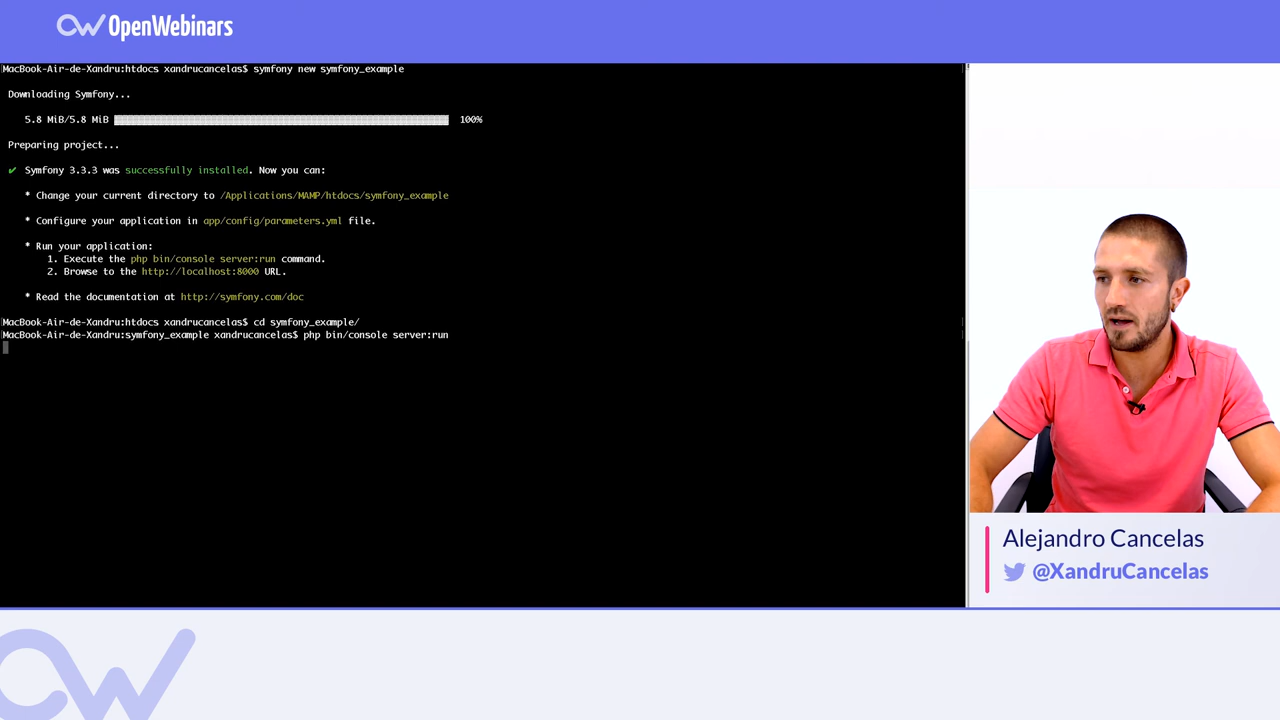 OpenWebinars
MacBook-Air-de-Xandru:htdocs xandrucancelas$ symfony new symfony_example
Downloading Symfony...
5.8 MiB/5.8 MiB 100%
Preparing project...
✔ Symfony 3.3.3 was successfully installed. Now you can:
* Change your current directory to /Applications/MAMP/htdocs/symfony_example
* Configure your application in app/config/parameters.yml file.
* Run your application:
1. Execute the php bin/console server:run command.
2. Browse to the http://localhost:8000 URL.
* Read the documentation at http://symfony.com/doc
MacBook-Air-de-Xandru:htdocs xandrucancelas$ cd symfony_example/
MacBook-Air-de-Xandru:symfony_example xandrucancelas$ php bin/console server:run
Alejandro Cancelas
@XandruCancelas